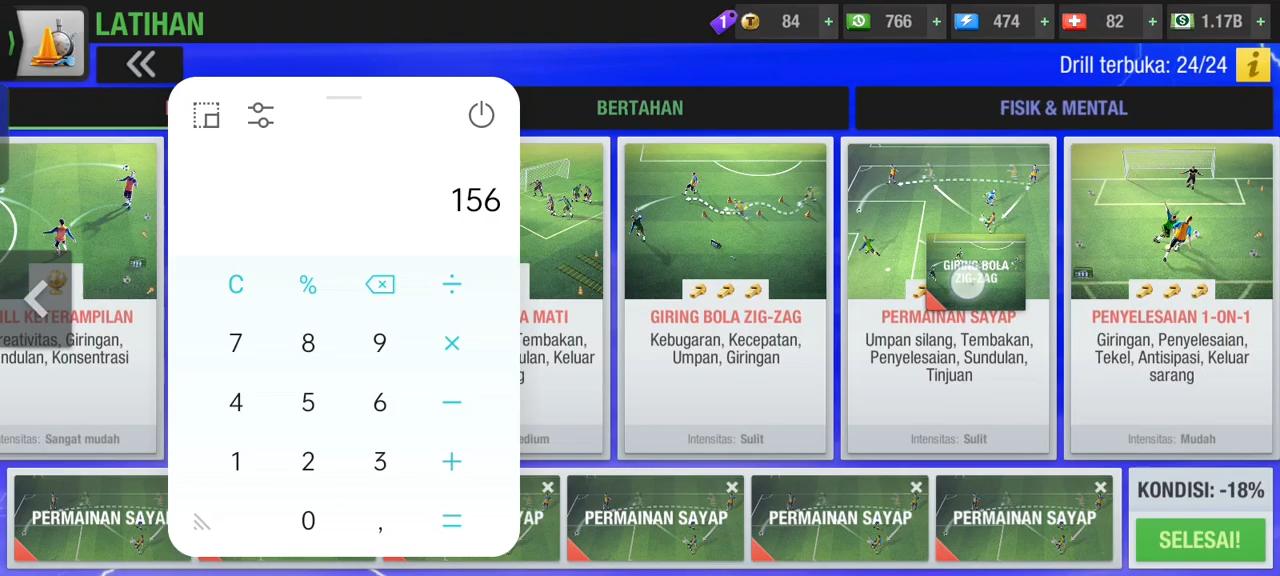 LATIHAN
1
84 +
766 +
474 +
82 +
1.17B +
Drill terbuka: 24/24
BERTAHAN
FISIK & MENTAL
156
C % ÷
7 8 9 ×
4 5 6 −
1 2 3 +
0 , =
ILL KETERAMPILAN
reativitas, Giringan,
ndulan, Konsentrasi
tensitas: Sangat mudah
A MATI
Tembakan,
ulan, Keluar
g
edium
GIRING BOLA ZIG-ZAG
Kebugaran, Kecepatan,
Umpan, Giringan
Intensitas: Sulit
GIRING BOLA
ZIG-ZAG
PERMAINAN SAYAP
Umpan silang, Tembakan,
Penyelesaian, Sundulan,
Tinjuan
Intensitas: Sulit
PENYELESAIAN 1-ON-1
Giringan, Penyelesaian,
Tekel, Antisipasi, Keluar
sarang
Intensitas: Mudah
PERMAINAN SAYA
YAP
PERMAINAN SAYAP
PERMAINAN SAYAP
PERMAINAN SAYAP
KONDISI: -18%
SELESAI!